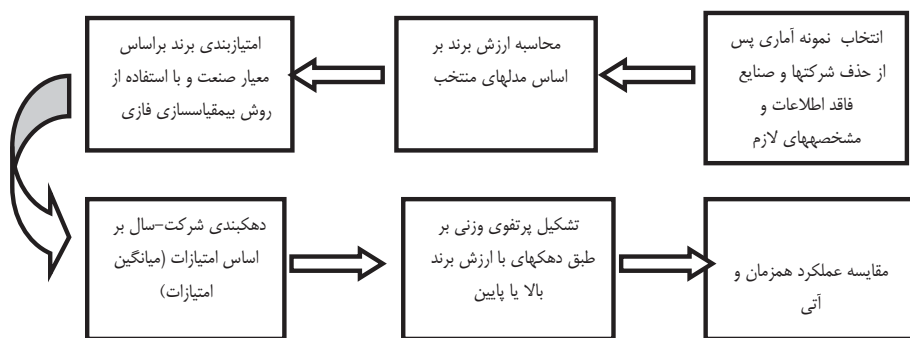 انتخاب نمونه آماری پس
از حذف شرکتها و صنایع
فاقد اطلاعات و
مشخصههای لازم
محاسبه ارزش برند بر
اساس مدلهای منتخب
امتیازبندی برند براساس
معیار صنعت و با استفاده از
روش بیمقیاسسازی فازی
دهکبندی شرکت-سال بر
اساس امتیازات (میانگین
امتیازات)
تشکیل پرتفوی وزنی بر
طبق دهکهای با ارزش برند
بالا یا پایین
مقایسه عملکرد همزمان و
آتی